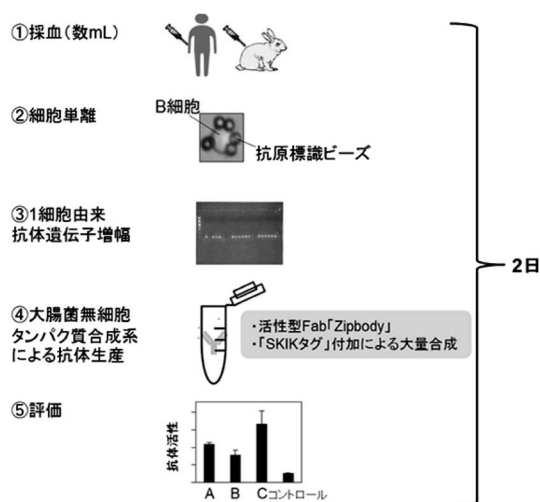 ①採血（数mL）
②細胞単離
B細胞
抗原標識ビーズ
③1細胞由来
抗体遺伝子増幅
④大腸菌無細胞
タンパク質合成系
による抗体生産
・活性型Fab「Zipbody」
・「SKIKタグ」付加による大量合成
⑤評価
抗体活性
A B Cコントロール
2日